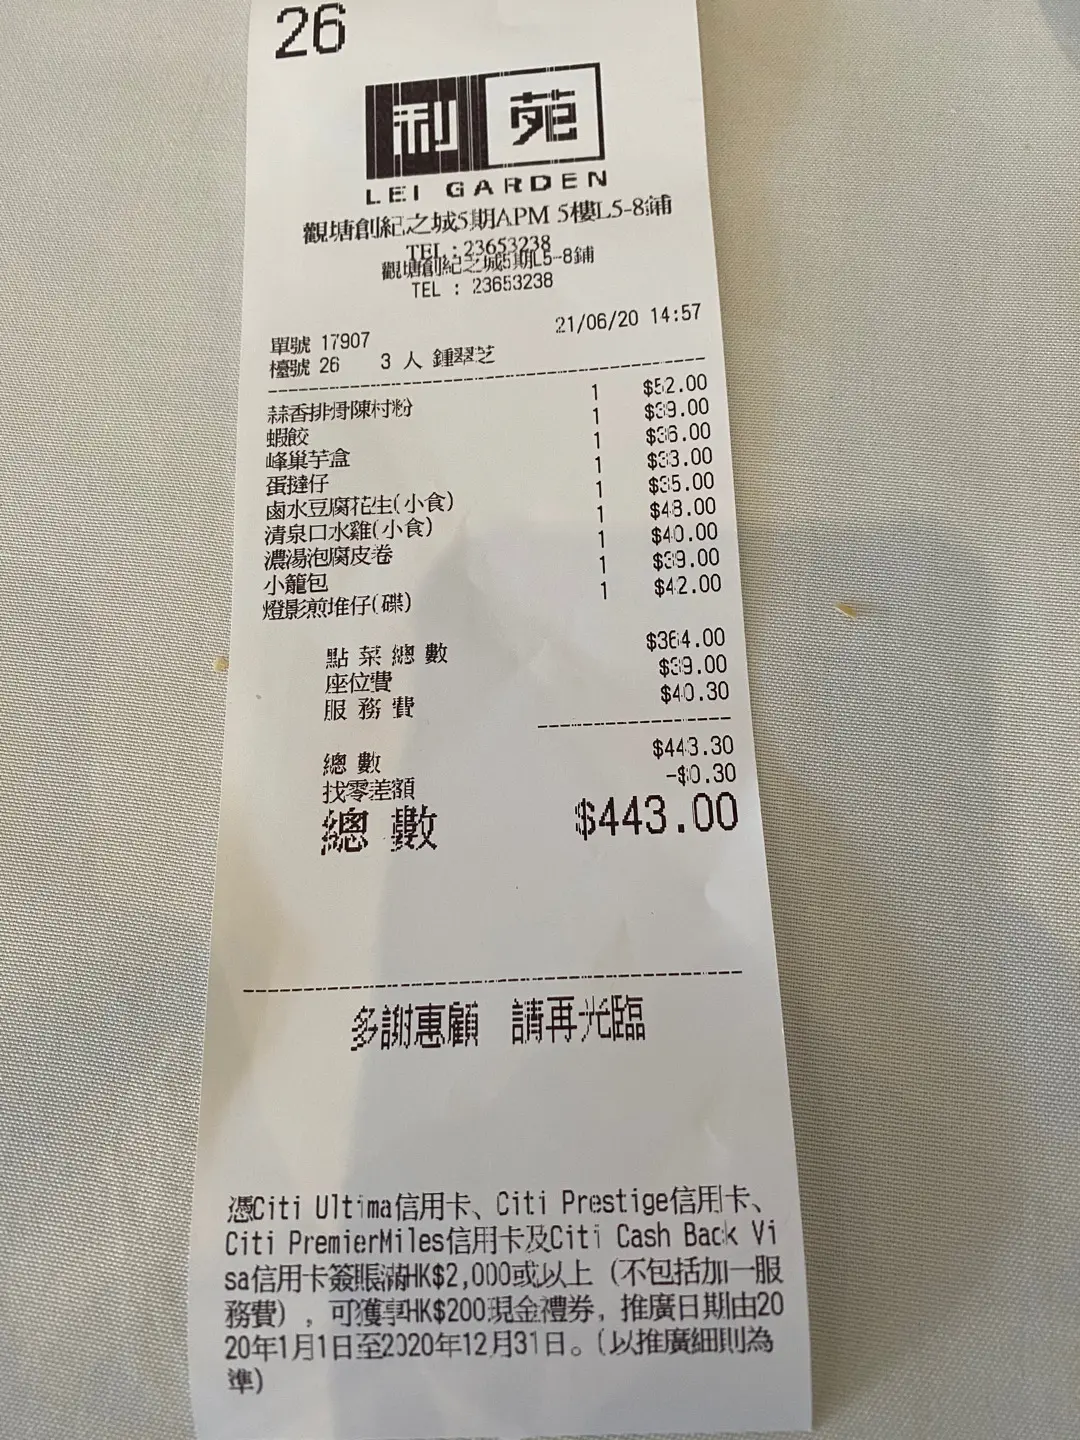 26
利苑
LEI GARDEN
觀塘創紀之城5期APM 5樓L5-8鋪
TEL:23653238
觀塘創紀之城5期L5-8鋪
TEL : 23653238
單號 17907 21/06/20 14:57
檯號 26 3 人 鍾翠芝
蒜香排骨陳村粉 1 $52.00
蝦餃 1 $39.00
峰巢芋盒 1 $36.00
蛋撻仔 1 $33.00
鹵水豆腐花生(小食) 1 $35.00
清泉口水雞(小食) 1 $48.00
濃湯泡腐皮卷 1 $40.00
小籠包 1 $39.00
燈影煎堆仔(碟) 1 $42.00
點菜總數 $364.00
座位費 $39.00
服務費 $40.30
總數 $443.30
找零差額 -$0.30
總數 $443.00
多謝惠顧 請再光臨
憑Citi Ultima信用卡、Citi Prestige信用卡、
Citi PremierMiles信用卡及Citi Cash Back Vi
sa信用卡簽賬滿HK$2,000或以上（不包括加一服
務費）, 可獲享HK$200現金禮券, 推廣日期由20
20年1月1日至2020年12月31日。(以推廣細則為
準)